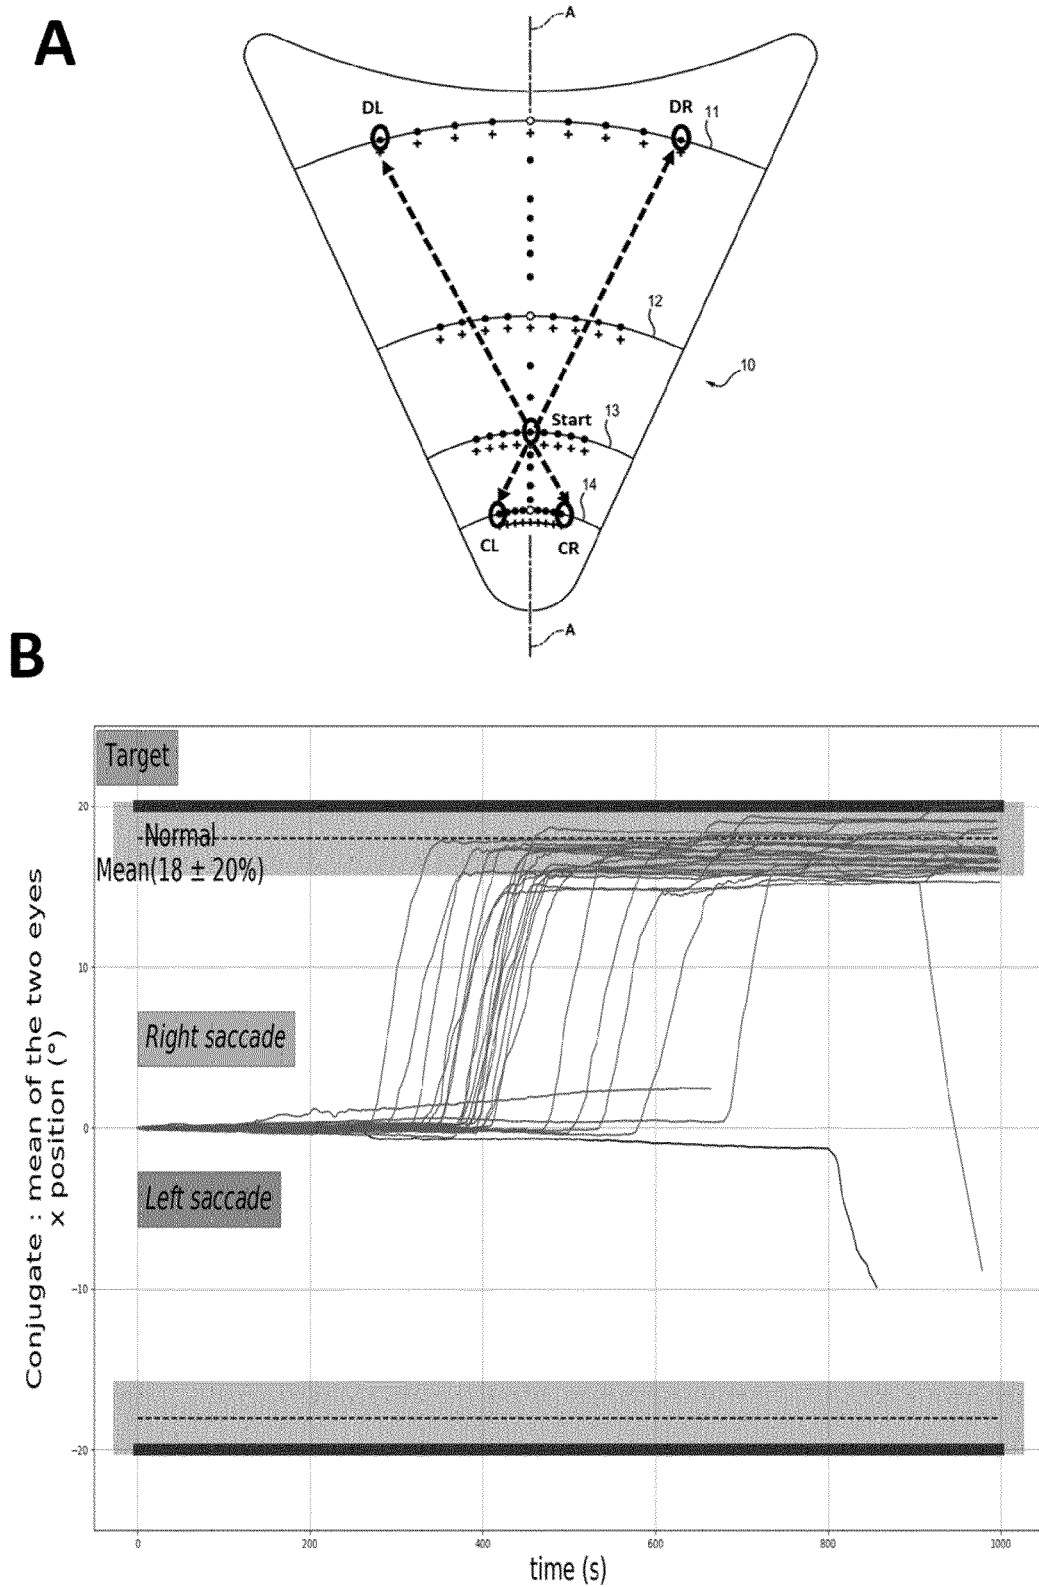 A
A
DL
DR
11
12
10
Start
13
14
CL
CR
A
B
Target
20
Normal
Mean(18 ± 20%)
10
Right saccade
0
Left saccade
−10
−20
Conjugate : mean of the two eyes
x position (°)
0
200
400
600
800
1000
time (s)